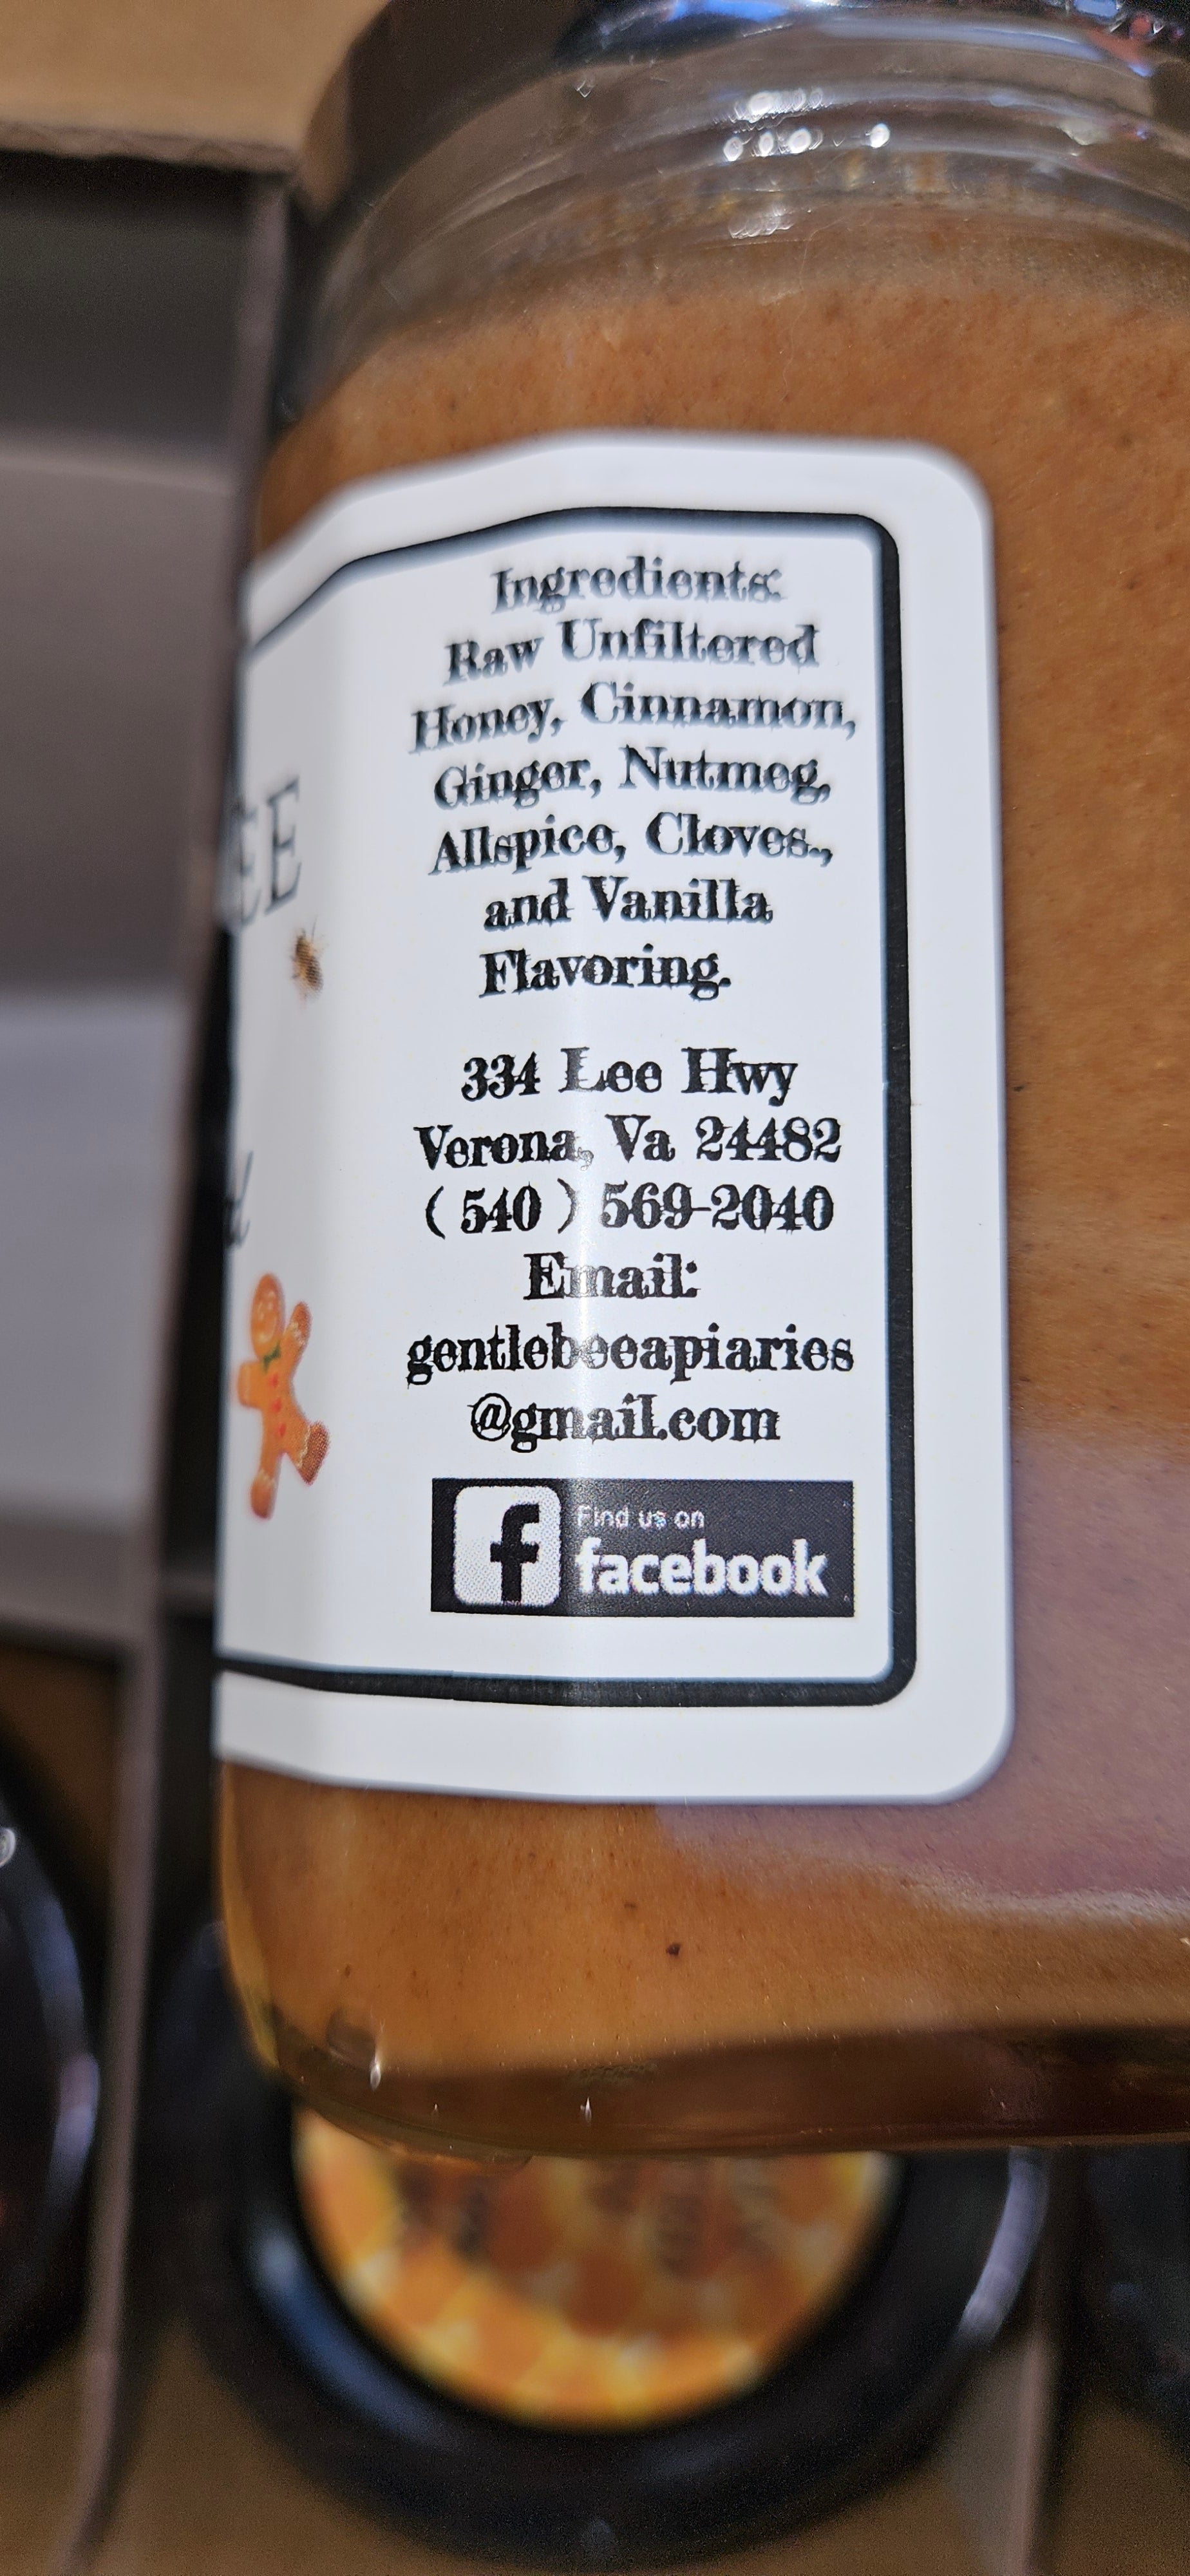 Ingredients:
Raw Unfiltered
Honey, Cinnamon,
Ginger, Nutmeg,
Allspice, Cloves.,
and Vanilla
Flavoring.
334 Lee Hwy
Verona, Va 24482
( 540 ) 569-2040
Email:
gentlebeeapiaries
@gmail.com
f
Find us on
facebook